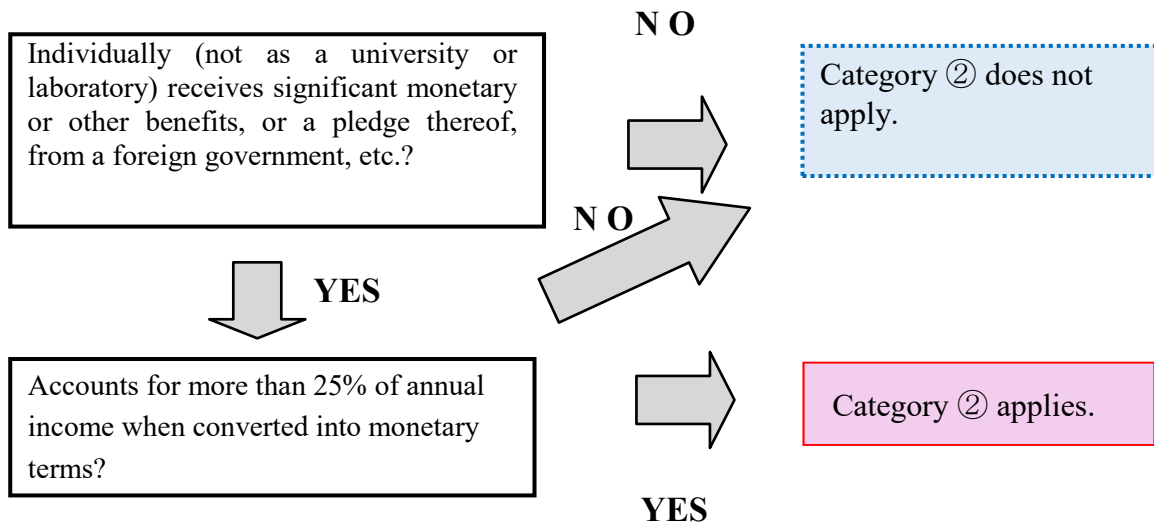 N O
Individually (not as a university or
laboratory) receives significant monetary
or other benefits, or a pledge thereof,
from a foreign government, etc.?
Category ② does not
apply.
N O
YES
Accounts for more than 25% of annual
income when converted into monetary
terms?
Category ② applies.
YES